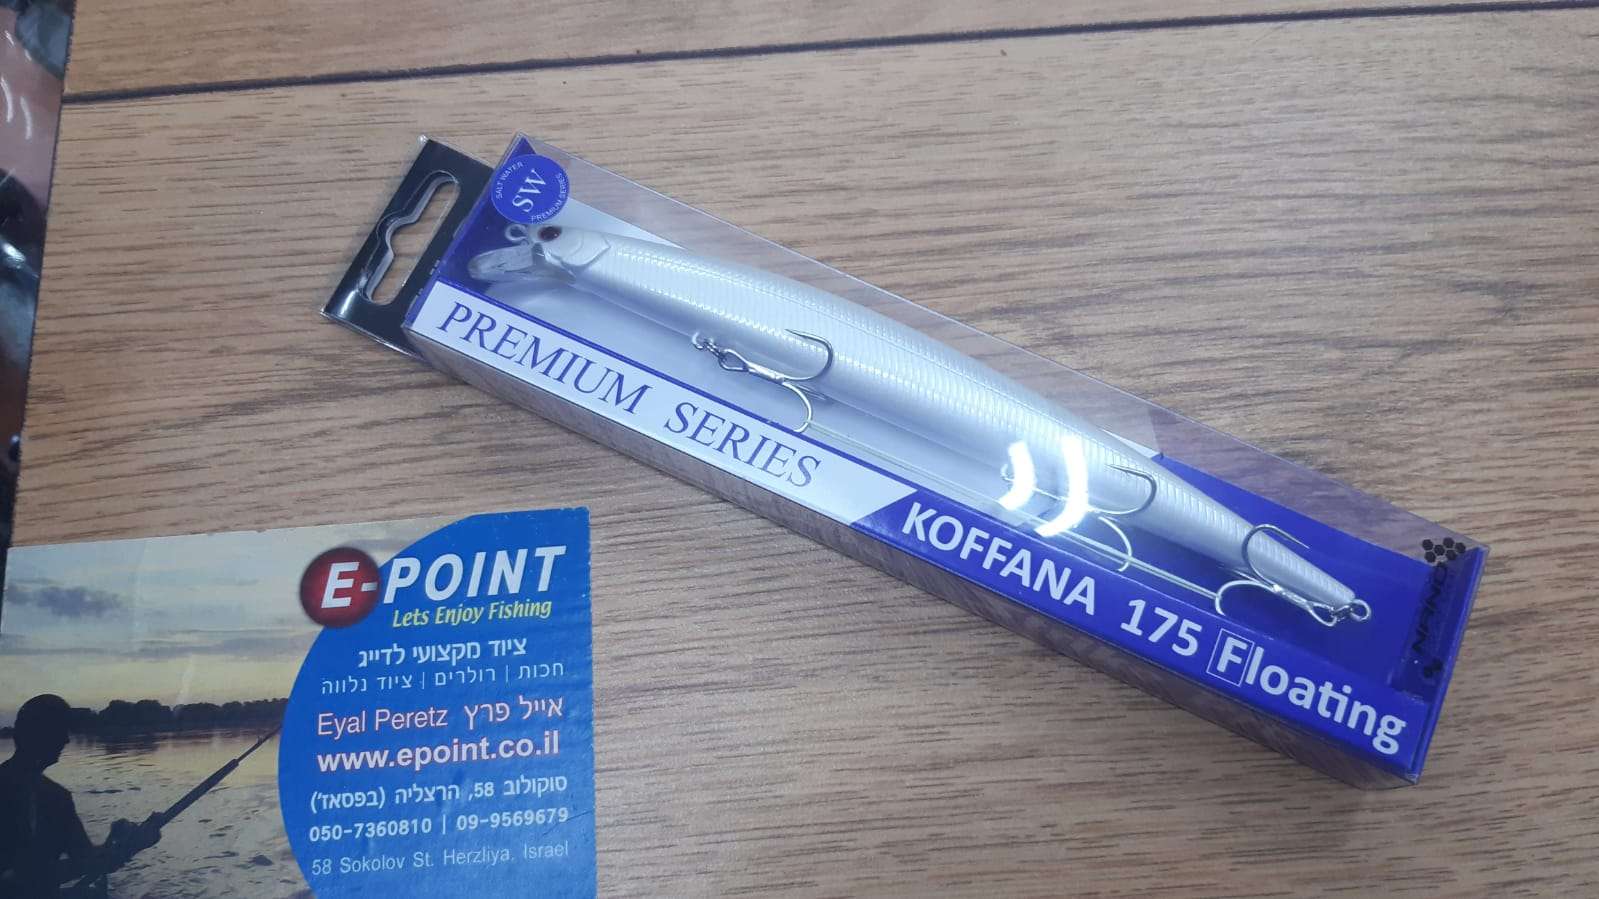 SALT WATER
SW
PREMIUM SERIES
PREMIUM SERIES
KOFFANA 175 Floating
NANO
E-POINT
Lets Enjoy Fishing
ציוד מקצועי לדייג
חכות | רולרים | ציוד נלווה
Eyal Peretz אייל פרץ
www.epoint.co.il
סוקולוב 58, הרצליה (בפסאז')
050-7360810 | 09-9569679
58 Sokolov St. Herzliya, Israel